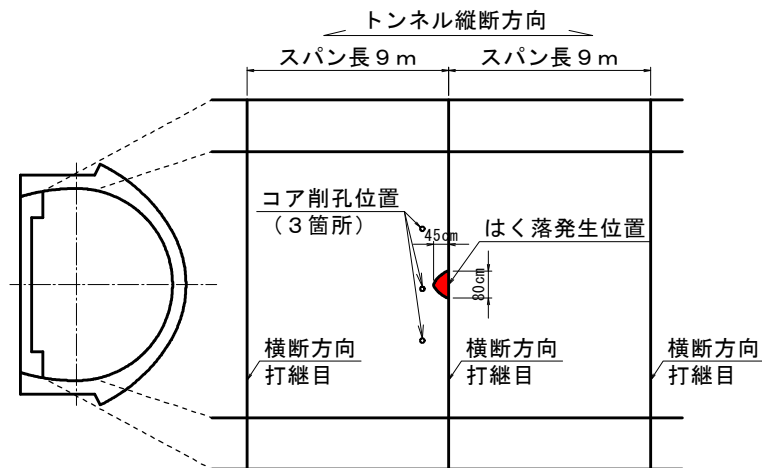 トンネル縦断方向
スパン長９ｍ
スパン長９ｍ
コア削孔位置
（３箇所）
45cm
はく落発生位置
80cm
横断方向
打継目
横断方向
打継目
横断方向
打継目